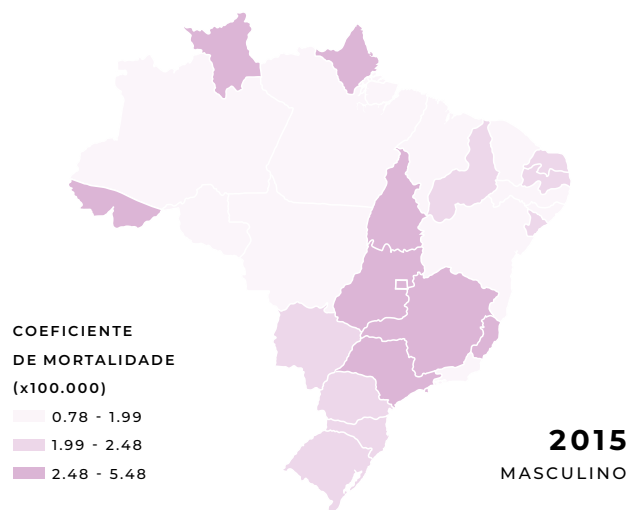 COEFICIENTE
DE MORTALIDADE
(x100.000)
0.78 - 1.99
1.99 - 2.48
2.48 - 5.48
2015
MASCULINO